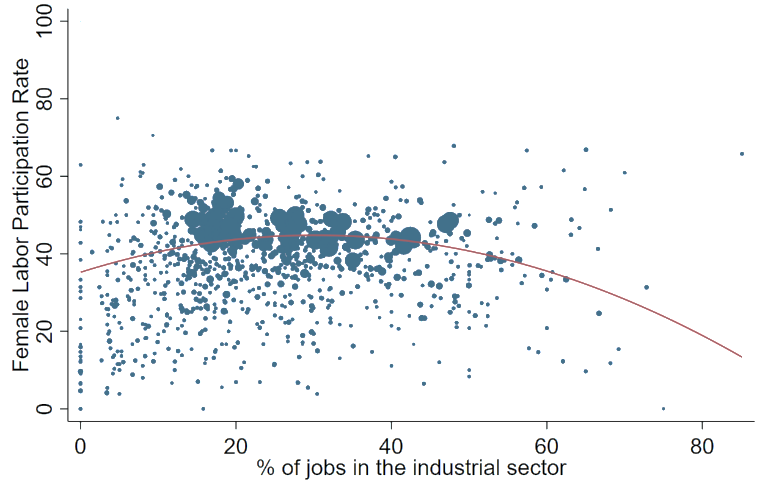 Female Labor Participation Rate
100
80
60
40
20
0
0 20 40 60 80
% of jobs in the industrial sector